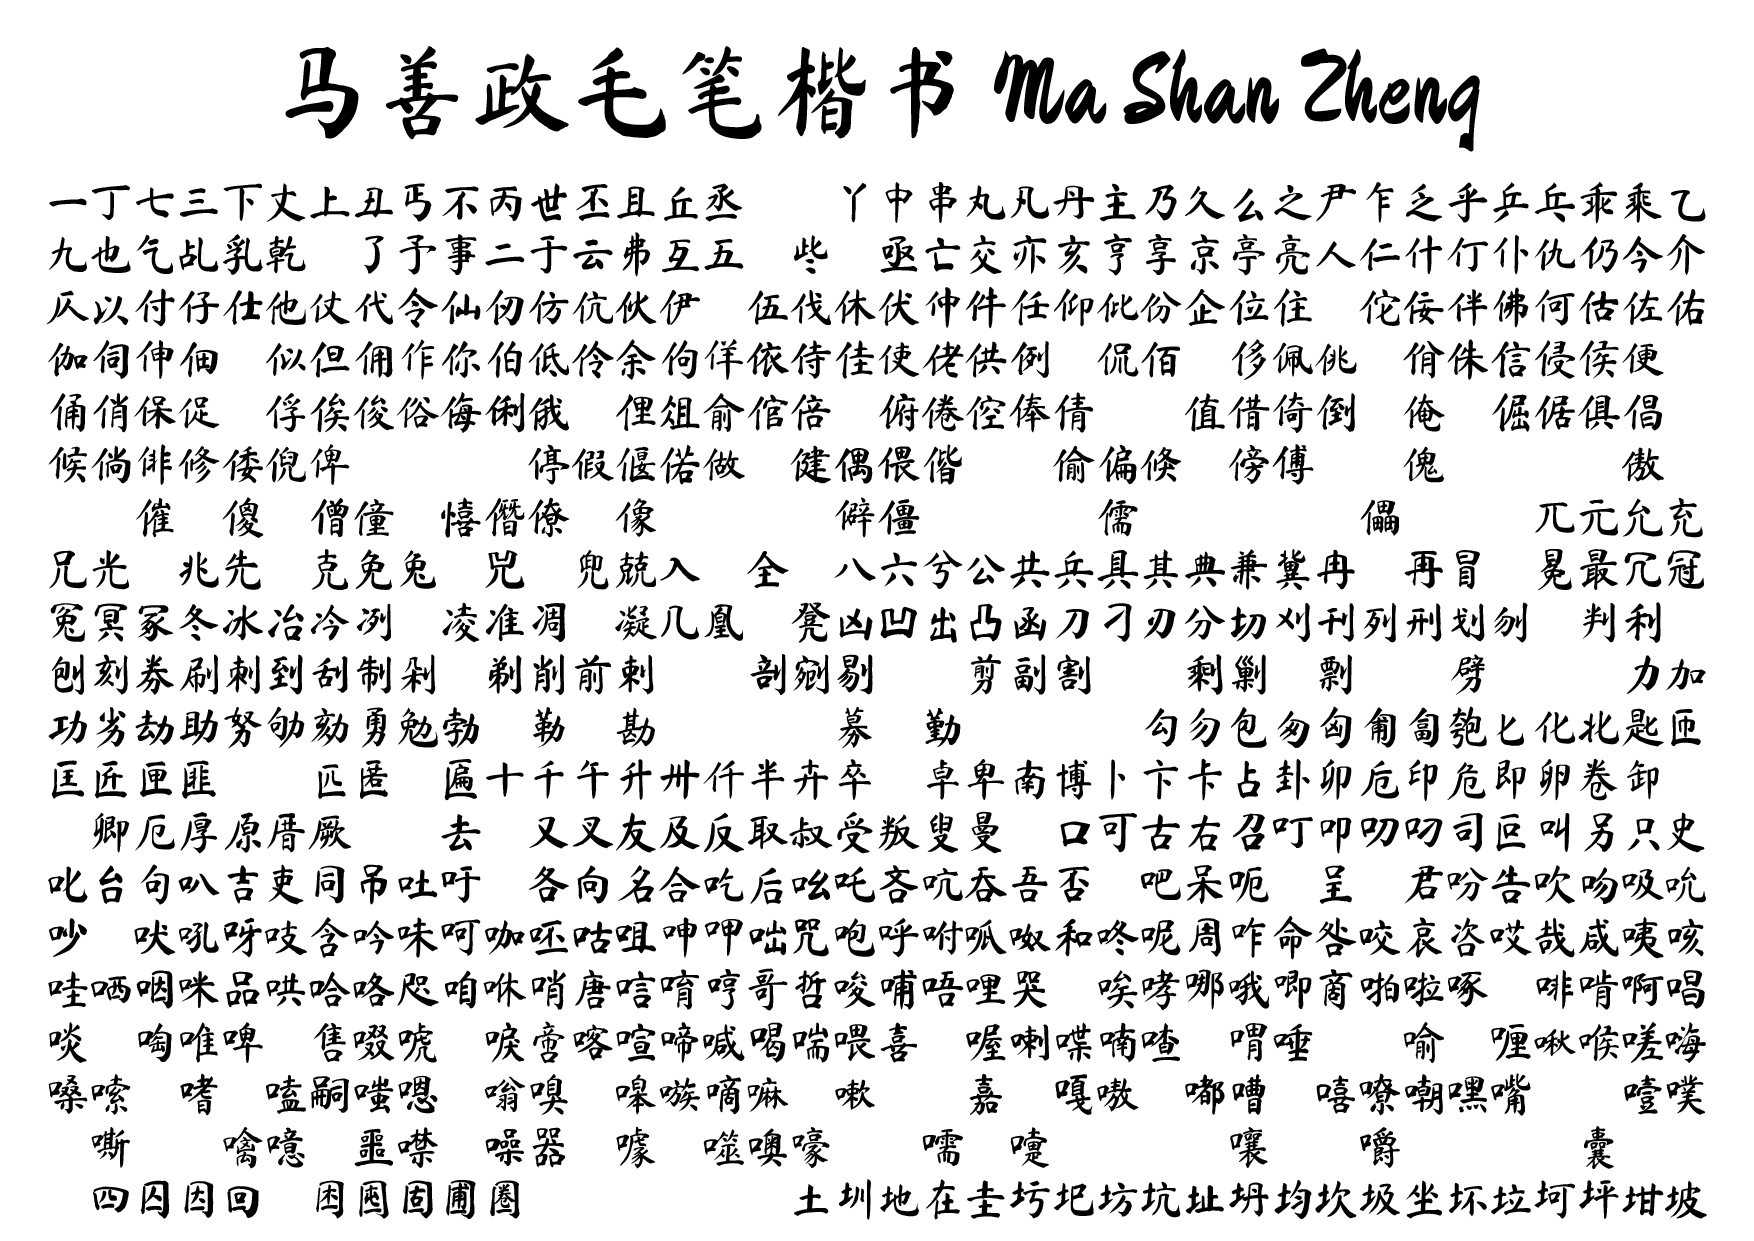 马善政毛笔楷书 Ma Shan Zheng
一丁七三下丈上丑丐不丙世丕且丘丞 丫中串丸凡丹主乃久么之尹乍乏乎乒乓乖乘乙
九也乞乩乳乾 了予事二于云弗互五 些 亟亡交亦亥亨享京亭亮人仁什仃仆仇仍今介
仄以付仔仕他仗代令仙仞仿伉伙伊 伍伐休伏仲件任仰仳份企位住 佗佞伴佛何估佐佑
伽伺伸佃 似但佣作你伯低伶余佝佯依侍佳使佬供例 侃佰 侈佩佻 佾侏信侵侯便
俑俏保促 俘俟俊俗侮俐俄 俚俎俞倌倍 俯倦倥俸倩 值借倚倒 俺 倔倨俱倡
候倘俳修倭倪俾 停假偃偌做 健偶偎偕 偷偏倏 傍傅 傀 傲
催 傻 僧僮 僖僭僚 像 僻僵 儒 儡 兀元允充
兄光 兆先 克免兔 兕 兜兢入 全 八六兮公共兵具其典兼冀冉 再冒 冕最冗冠
冤冥冢冬冰冶冷冽 凌准凋 凝几凰 凳凶凹出凸函刀刁刃分切刈刊列刑划刎 判利
刨刻券刷刺到刮制剁 剃削前剌 剖剜剔 剪副割 剩剿 剽 劈 力加
功劣劫助努劬劾勇勉勃 勒 勘 募 勤 勾勿包匆匈匍匐匏匕化北匙匝
匡匠匣匪 匹匿 匾十千午升卅仟半卉卒 卓卑南博卜卞卡占卦卯卮印危即卵卷卸
卿厄厚原厝厥 去 又叉友及反取叔受叛叟曼 口可古右召叮叩叨叼司叵叫另只史
叱台句叭吉吏同吊吐吁 各向名合吃后吆吒吝吭吞吾否 吧呆呃 呈 君吩告吹吻吸吮
吵 吠吼呀吱含吟味呵咖呸咕咀呻呷咄咒咆呼咐呱呶和咚呢周咋命咎咬哀咨哎哉咸咦咳
哇哂咽咪品哄哈咯咫咱咻哨唐唁唷哼哥哲唆哺唔哩哭 唉哮哪哦唧商啪啦啄 啡啃啊唱
啖 啕唯啤 售啜唬 唳啻喀喧啼喊喝喘喂喜 喔喇喋喃喳 喟唾 喻 喱啾喉嗟嗨
嗓嗦 嗜 嗑嗣嗤嗯 嗡嗅 嗥嗾嘀嘛 嗽 嘉 嘎嗷 嘟嘈 嘻嘹嘲嘿嘴 噎噗
嘶 噙噫 噩噤 噪器 噱 噬噢嚎 嚅 嚏 嚷 嚼 囊
四囚因回 困囫固圃圈 土圳地在圭圬圯坊坑址坍均坎圾坐坏垃坷坪坩坡